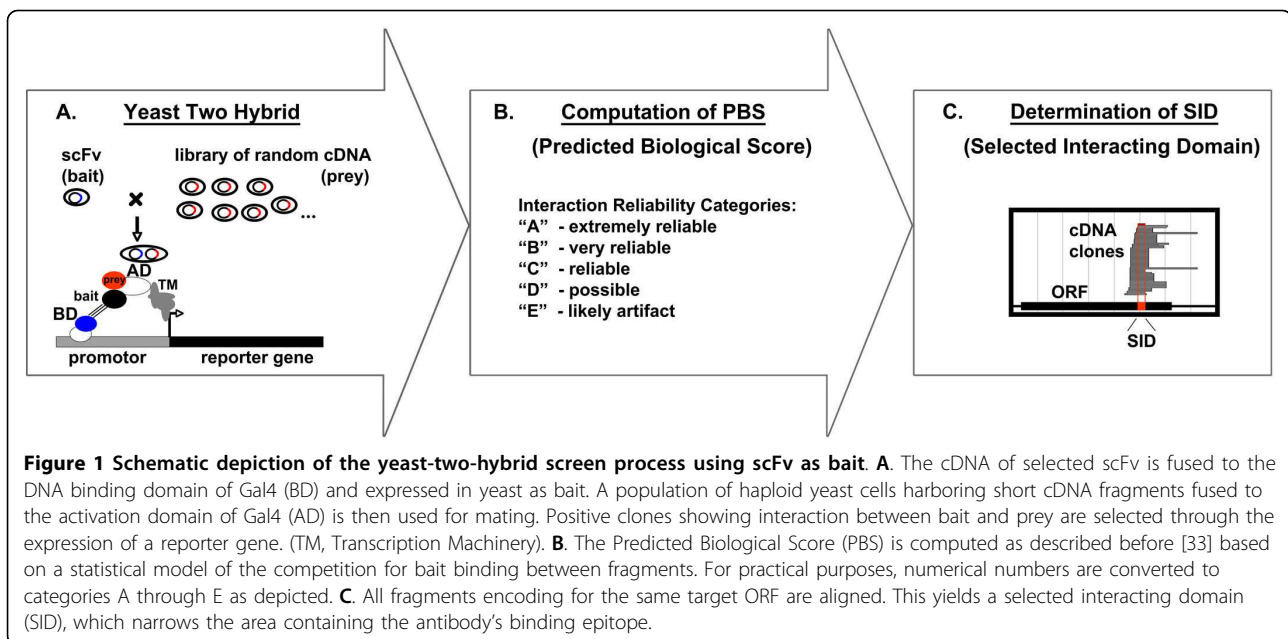 A. Yeast Two Hybrid
scFv
(bait)
library of random cDNA
(prey)
...
AD
prey
TM
bait
BD
promotor
reporter gene
B. Computation of PBS
(Predicted Biological Score)
Interaction Reliability Categories:
“A” - extremely reliable
“B” - very reliable
“C” - reliable
“D” - possible
“E” - likely artifact
C. Determination of SID
(Selected Interacting Domain)
cDNA
clones
ORF
SID
Figure 1 Schematic depiction of the yeast-two-hybrid screen process using scFv as bait. A. The cDNA of selected scFv is fused to the
DNA binding domain of Gal4 (BD) and expressed in yeast as bait. A population of haploid yeast cells harboring short cDNA fragments fused to
the activation domain of Gal4 (AD) is then used for mating. Positive clones showing interaction between bait and prey are selected through the
expression of a reporter gene. (TM, Transcription Machinery). B. The Predicted Biological Score (PBS) is computed as described before [33] based
on a statistical model of the competition for bait binding between fragments. For practical purposes, numerical numbers are converted to
categories A through E as depicted. C. All fragments encoding for the same target ORF are aligned. This yields a selected interacting domain
(SID), which narrows the area containing the antibody’s binding epitope.